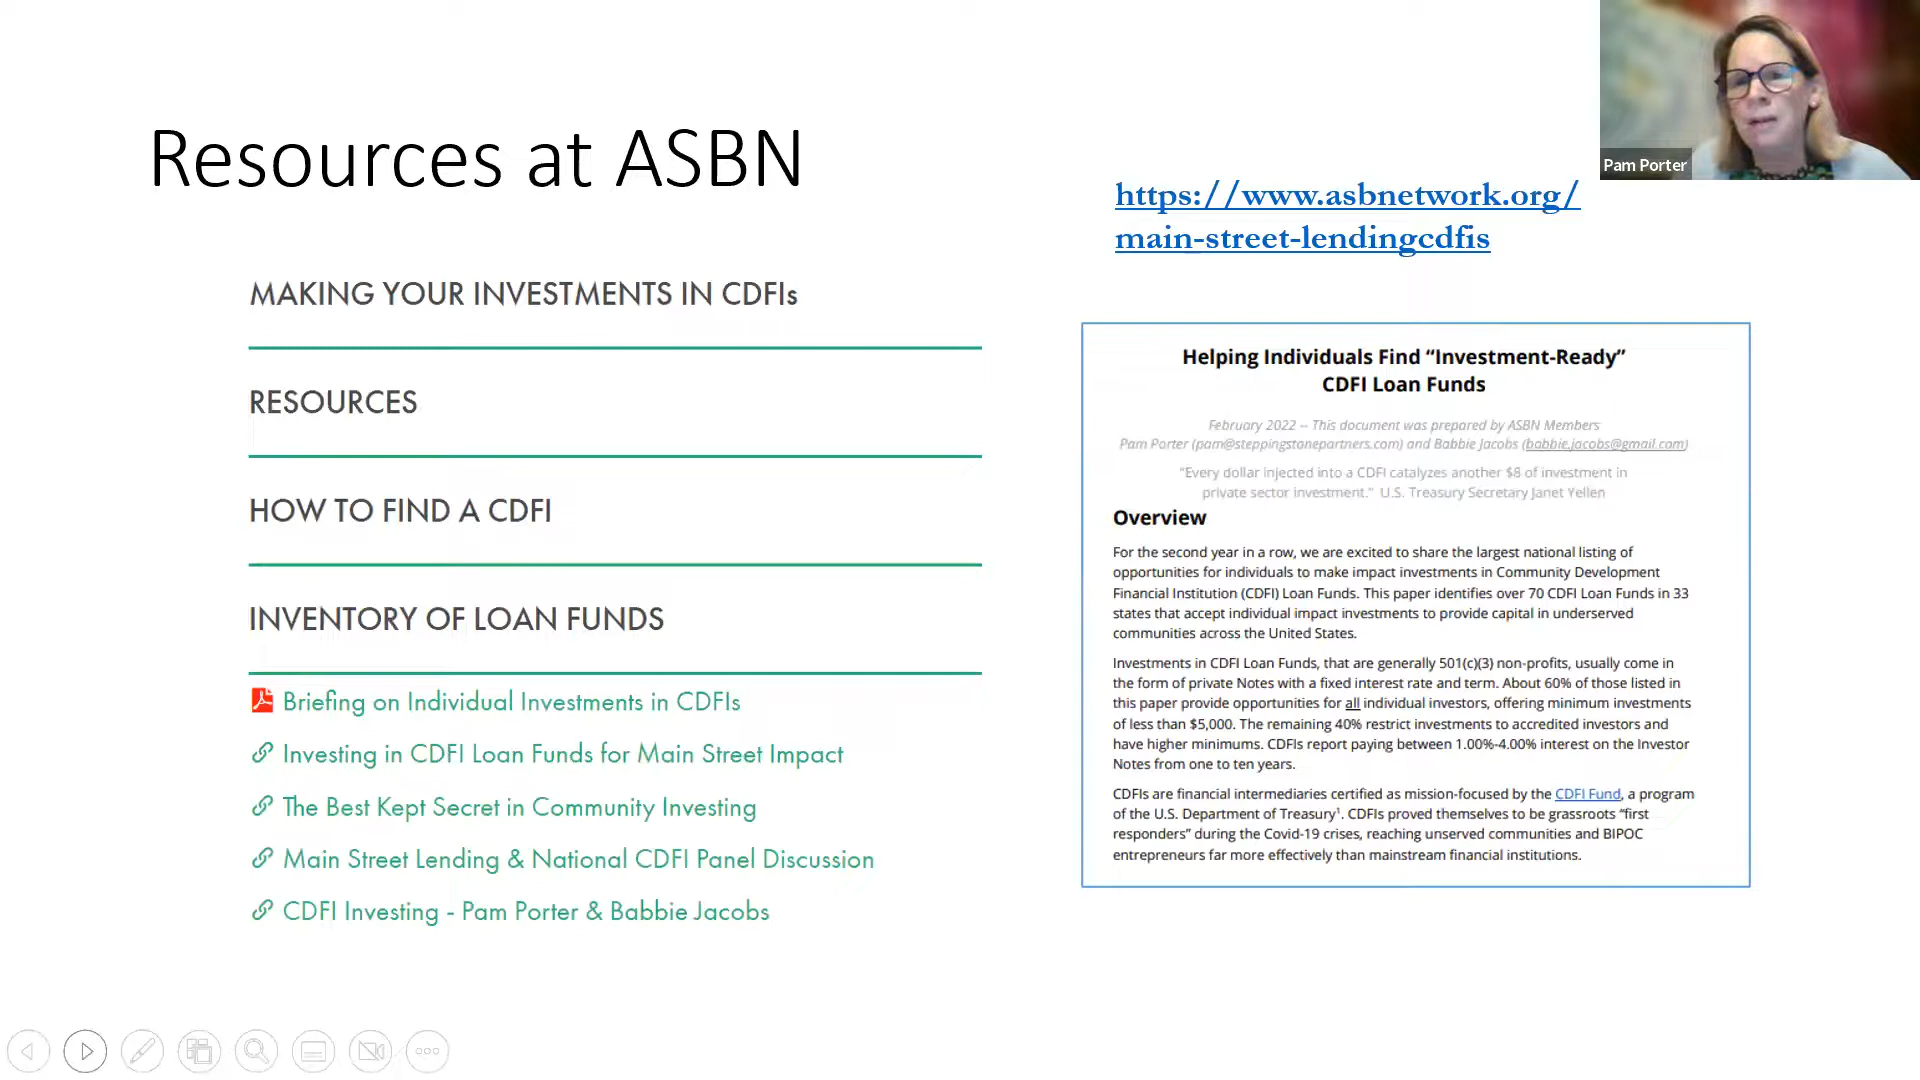 Resources at ASBN
Pam Porter
https://www.asbnetwork.org/
main-street-lendingcdfis
MAKING YOUR INVESTMENTS IN CDFIs
RESOURCES
HOW TO FIND A CDFI
INVENTORY OF LOAN FUNDS
Briefing on Individual Investments in CDFIs
Investing in CDFI Loan Funds for Main Street Impact
The Best Kept Secret in Community Investing
Main Street Lending & National CDFI Panel Discussion
CDFI Investing - Pam Porter & Babbie Jacobs
Helping Individuals Find “Investment-Ready”
CDFI Loan Funds
February 2022 -- This document was prepared by ASBN Members
Pam Porter (pam@steppingstonepartners.com) and Babbie Jacobs (babbie.jacobs@gmail.com)
“Every dollar injected into a CDFI catalyzes another $8 of investment in
private sector investment.” U.S. Treasury Secretary Janet Yellen
Overview
For the second year in a row, we are excited to share the largest national listing of
opportunities for individuals to make impact investments in Community Development
Financial Institution (CDFI) Loan Funds. This paper identifies over 70 CDFI Loan Funds in 33
states that accept individual impact investments to provide capital in underserved
communities across the United States.
Investments in CDFI Loan Funds, that are generally 501(c)(3) non-profits, usually come in
the form of private Notes with a fixed interest rate and term. About 60% of those listed in
this paper provide opportunities for all individual investors, offering minimum investments
of less than $5,000. The remaining 40% restrict investments to accredited investors and
have higher minimums. CDFIs report paying between 1.00%-4.00% interest on the Investor
Notes from one to ten years.
CDFIs are financial intermediaries certified as mission-focused by the CDFI Fund, a program
of the U.S. Department of Treasury¹. CDFIs proved themselves to be grassroots “first
responders” during the Covid-19 crises, reaching unserved communities and BIPOC
entrepreneurs far more effectively than mainstream financial institutions.